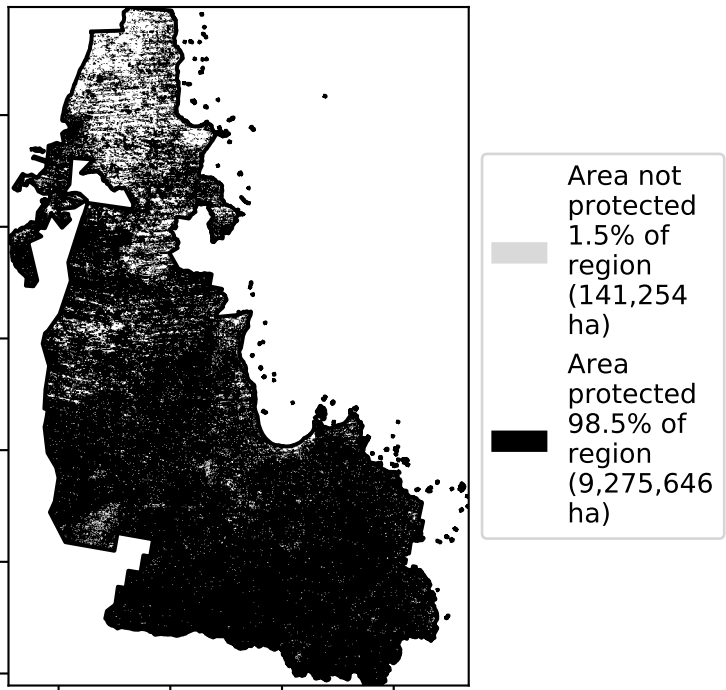 Area not
protected
1.5% of
region
(141,254
ha)
Area
protected
98.5% of
region
(9,275,646
ha)